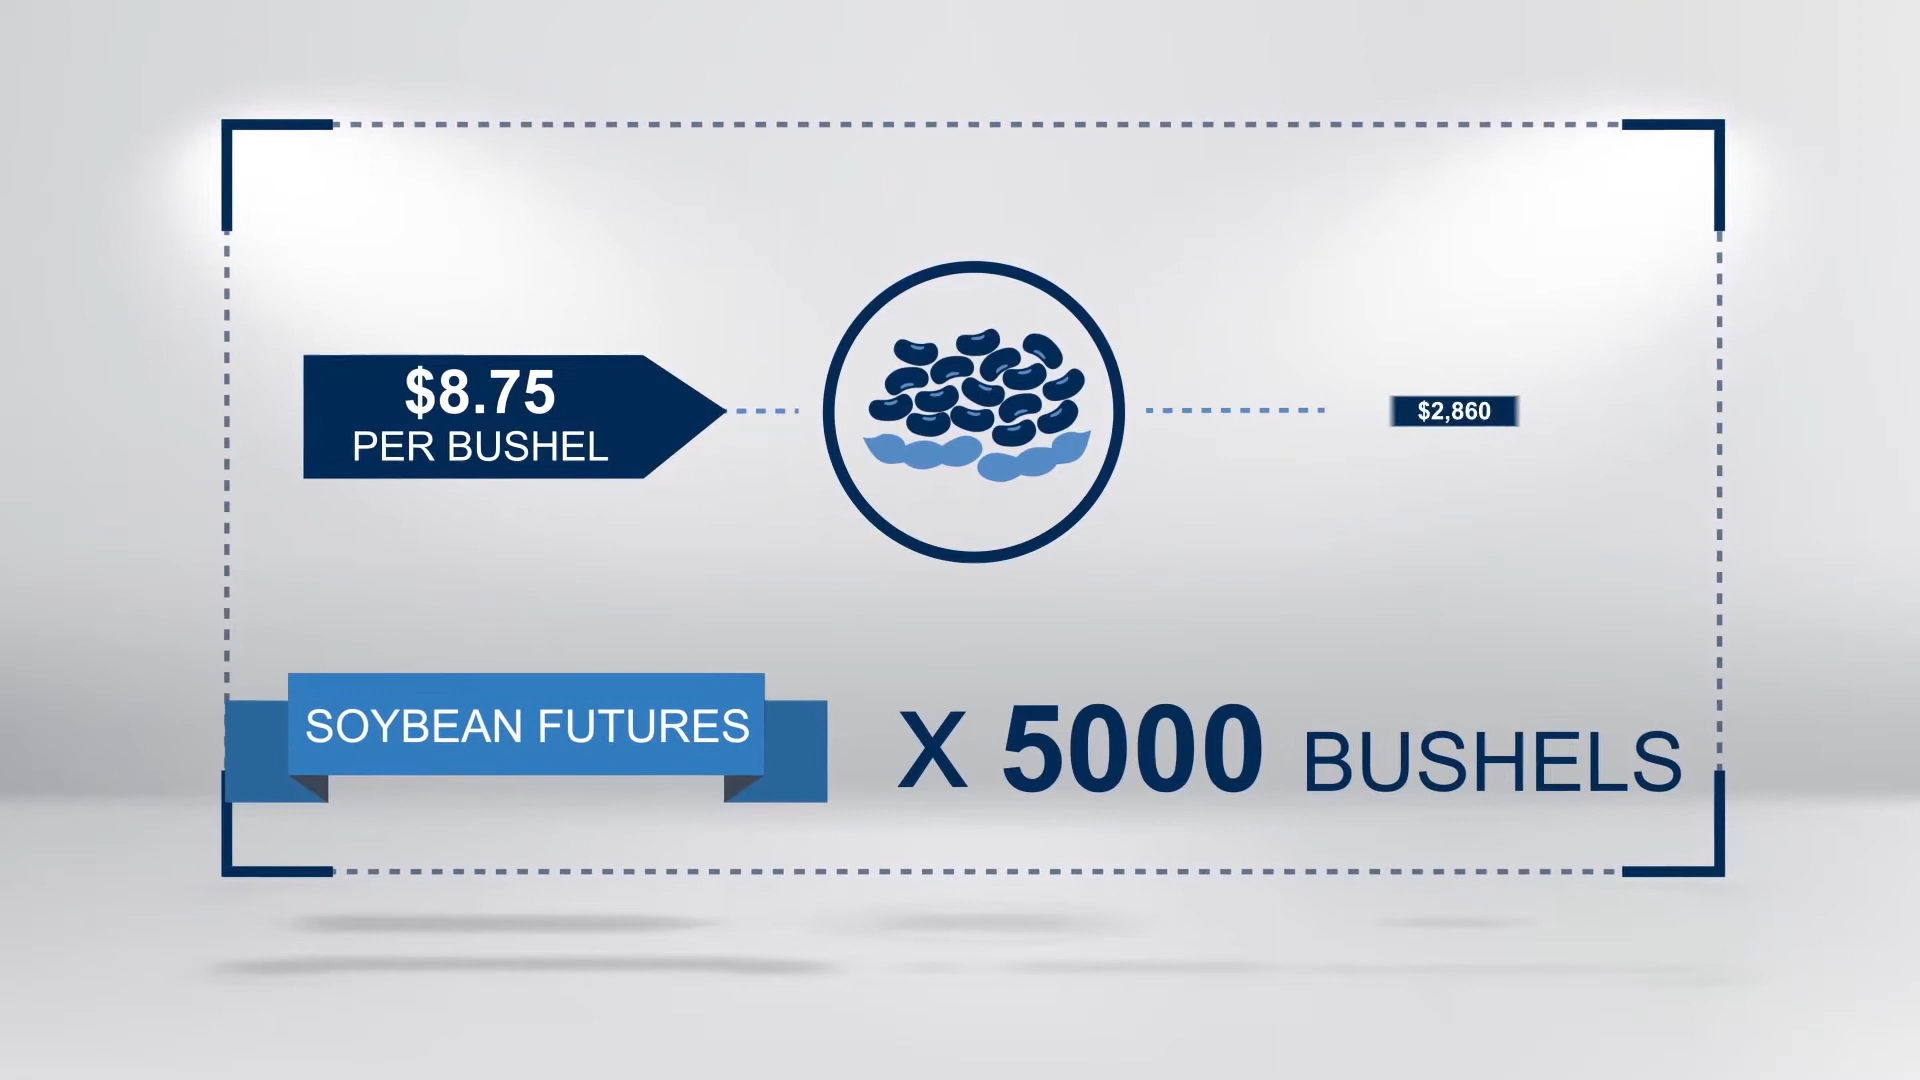 $8.75
PER BUSHEL
$2,860
SOYBEAN FUTURES
X 5000 BUSHELS